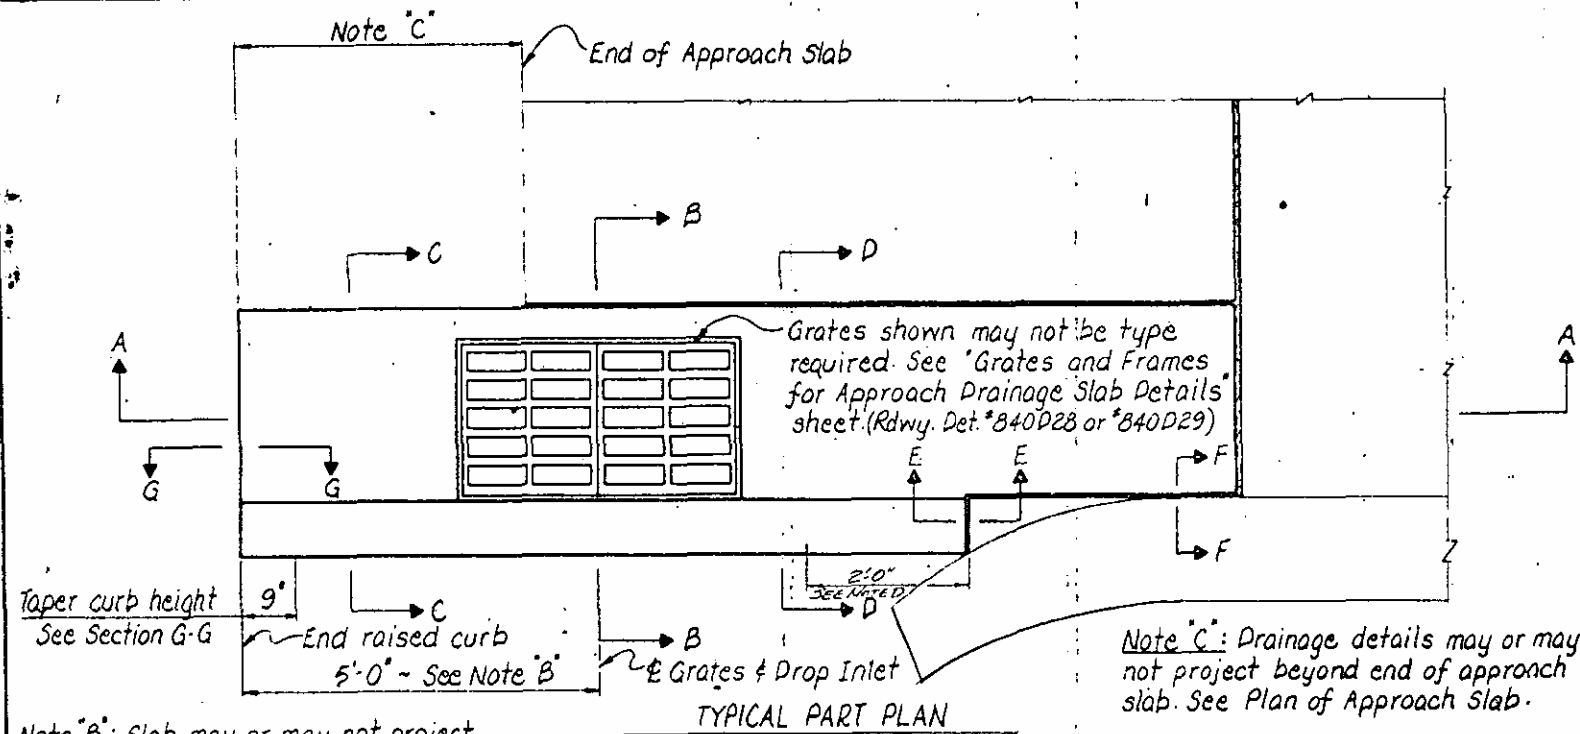 Note "C"
End of Approach Slab
B
C
D
A
A
Grates shown may not be type
required. See "Grates and Frames
for Approach Drainage Slab Details"
sheet. (Rdwy. Det. #840D28 or #840D29)
E
E
F
G
G
F
2'-0"
SEE NOTE D
Taper curb height
See Section G-G
9"
C
D
End raised curb
B
5'-0" ~ See Note "B"
℄ Grates & Drop Inlet
Note "C": Drainage details may or may
not project beyond end of approach
slab. See Plan of Approach Slab.
TYPICAL PART PLAN
Note "B": Slab may or may not project